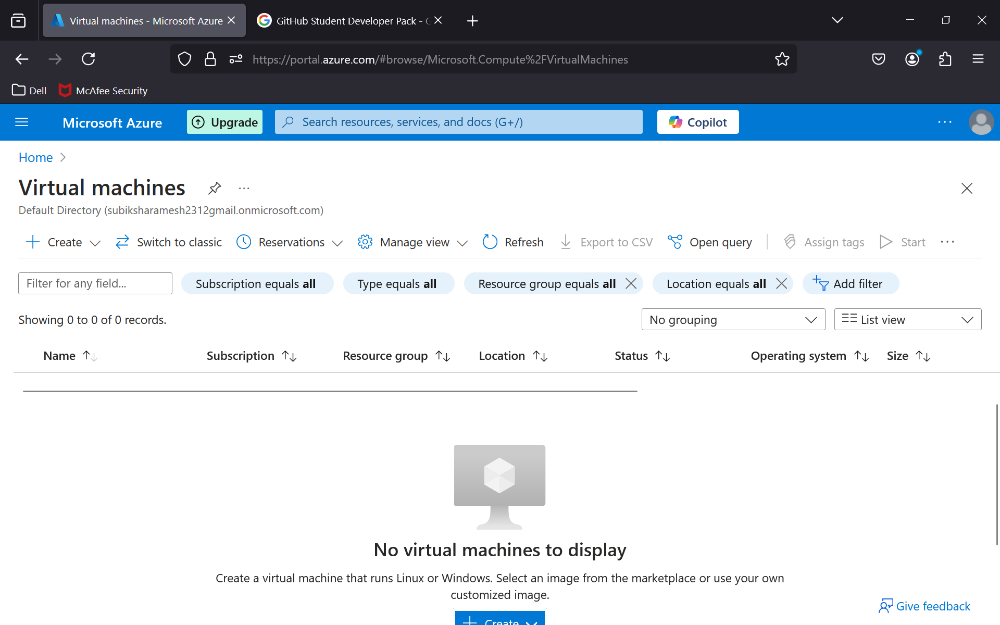 Virtual machines - Microsoft Azure
GitHub Student Developer Pack - G
https://portal.azure.com/#browse/Microsoft.Compute%2FVirtualMachines
Dell
McAfee Security
Microsoft Azure
Upgrade
Search resources, services, and docs (G+/)
Copilot
Home
Virtual machines
Default Directory (subiksharamesh2312gmail.onmicrosoft.com)
Create
Switch to classic
Reservations
Manage view
Refresh
Export to CSV
Open query
Assign tags
Start
Filter for any field...
Subscription equals all
Type equals all
Resource group equals all
Location equals all
Add filter
Showing 0 to 0 of 0 records.
No grouping
List view
Name
Subscription
Resource group
Location
Status
Operating system
Size
No virtual machines to display
Create a virtual machine that runs Linux or Windows. Select an image from the marketplace or use your own
customized image.
Give feedback
Create